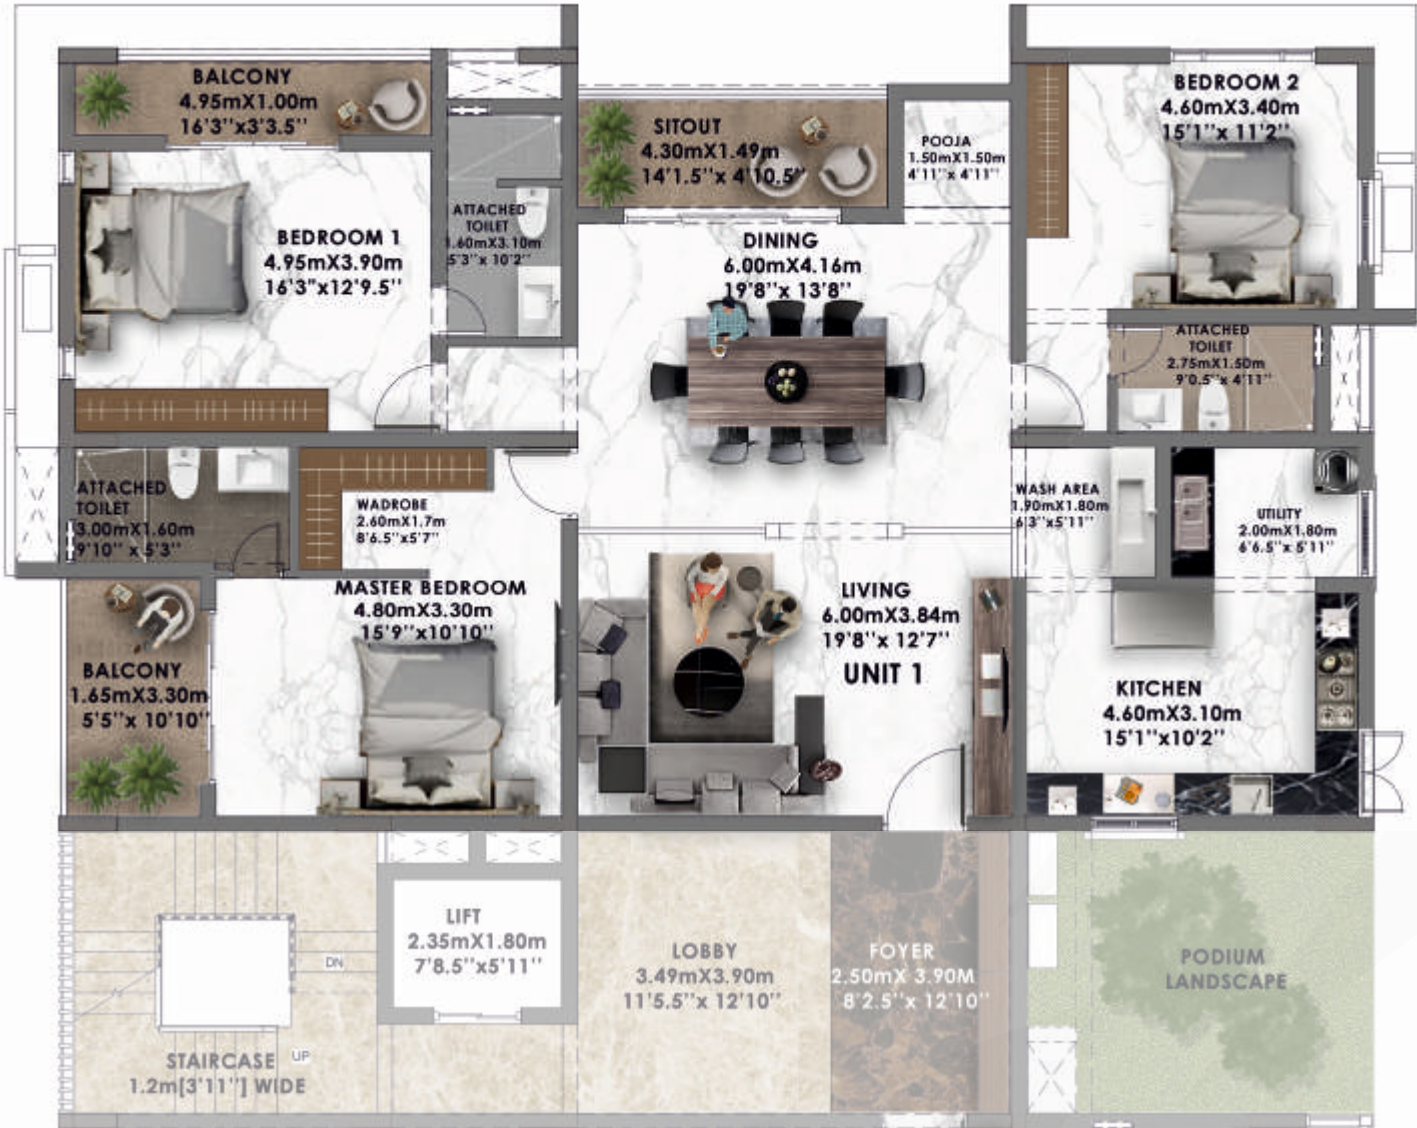 BALCONY
4.95mX1.00m
16'3''x3'3.5''
SITOUT
4.30mX1.49m
14'1.5''x 4'10.5''
POOJA
1.50mX1.50m
4'11''x 4'11''
BEDROOM 2
4.60mX3.40m
15'1''x 11'2''
BEDROOM 1
4.95mX3.90m
16'3"x12'9.5''
ATTACHED
TOILET
1.60mX3.10m
5'3''x 10'2''
DINING
6.00mX4.16m
19'8''x 13'8''
ATTACHED
TOILET
2.75mX1.50m
9'0.5''x 4'11''
ATTACHED
TOILET
3.00mX1.60m
9'10'' x 5'3''
WADROBE
2.60mX1.7m
8'6.5''x5'7''
WASH AREA
1.90mX1.80m
6'3''x5'11''
UTILITY
2.00mX1.80m
6'6.5''x 5'11''
MASTER BEDROOM
4.80mX3.30m
15'9''x10'10''
LIVING
6.00mX3.84m
19'8''x 12'7''
UNIT 1
BALCONY
1.65mX3.30m
5'5''x 10'10''
KITCHEN
4.60mX3.10m
15'1''x10'2''
LIFT
2.35mX1.80m
7'8.5''x5'11''
DN
LOBBY
3.49mX3.90m
11'5.5''x 12'10''
FOYER
2.50mX 3.90M
8'2.5''x 12'10''
PODIUM
LANDSCAPE
STAIRCASE
1.2m[3'11''] WIDE
UP